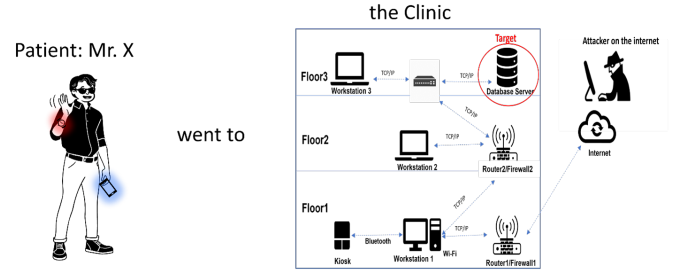 the Clinic
Patient: Mr. X
went to
Target
Attacker on the internet
Floor3
TCP/IP
TCP/IP
Workstation 3
Database Server
TCP/IP
Floor2
TCP/IP
Workstation 2
Router2/Firewall2
Internet
Floor1
TCP/IP
TCP/IP
Bluetooth
Kiosk
Workstation 1
Wi-Fi
Router1/Firewall1